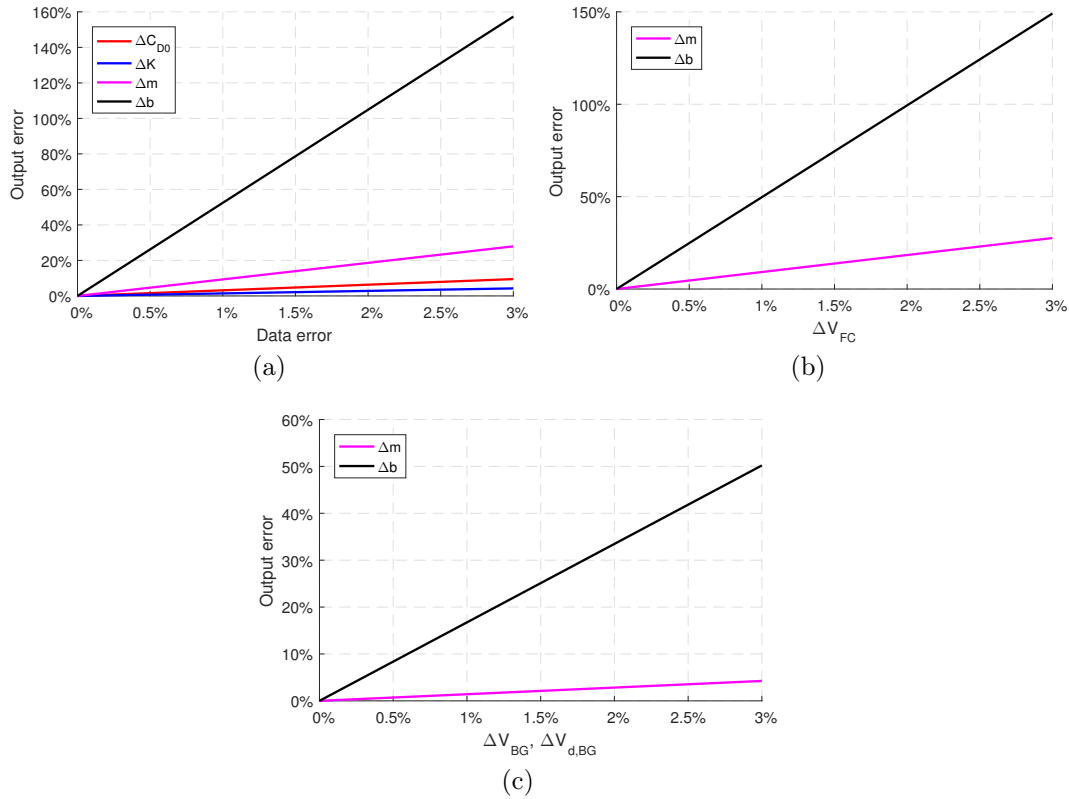 160%
140%
120%
100%
80%
60%
40%
20%
0%
Output error
ΔC_D0
ΔK
Δm
Δb
0% 0.5% 1% 1.5% 2% 2.5% 3%
Data error
(a)
150%
100%
50%
0%
Output error
Δm
Δb
0% 0.5% 1% 1.5% 2% 2.5% 3%
ΔV_FC
(b)
60%
50%
40%
30%
20%
10%
0%
Output error
Δm
Δb
0% 0.5% 1% 1.5% 2% 2.5% 3%
ΔV_BG, ΔV_d,BG
(c)